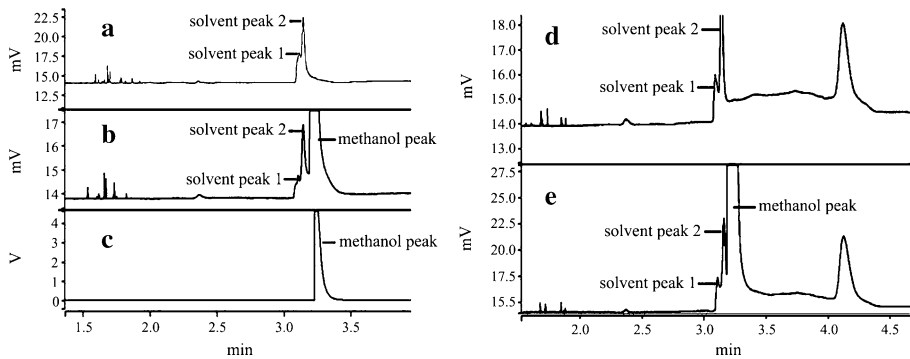 a
solvent peak 2
solvent peak 1
mV
22.5
20.0
17.5
15.0
12.5
b
solvent peak 2
methanol peak
solvent peak 1
mV
17
16
15
14
c
methanol peak
V
4
3
2
1
0
1.5
2.0
2.5
3.0
3.5
min
d
solvent peak 2
solvent peak 1
mV
18.0
17.0
16.0
15.0
14.0
13.0
e
methanol peak
solvent peak 2
solvent peak 1
mV
27.5
25.0
22.5
20.0
17.5
15.5
2.0
2.5
3.0
3.5
4.0
4.5
min